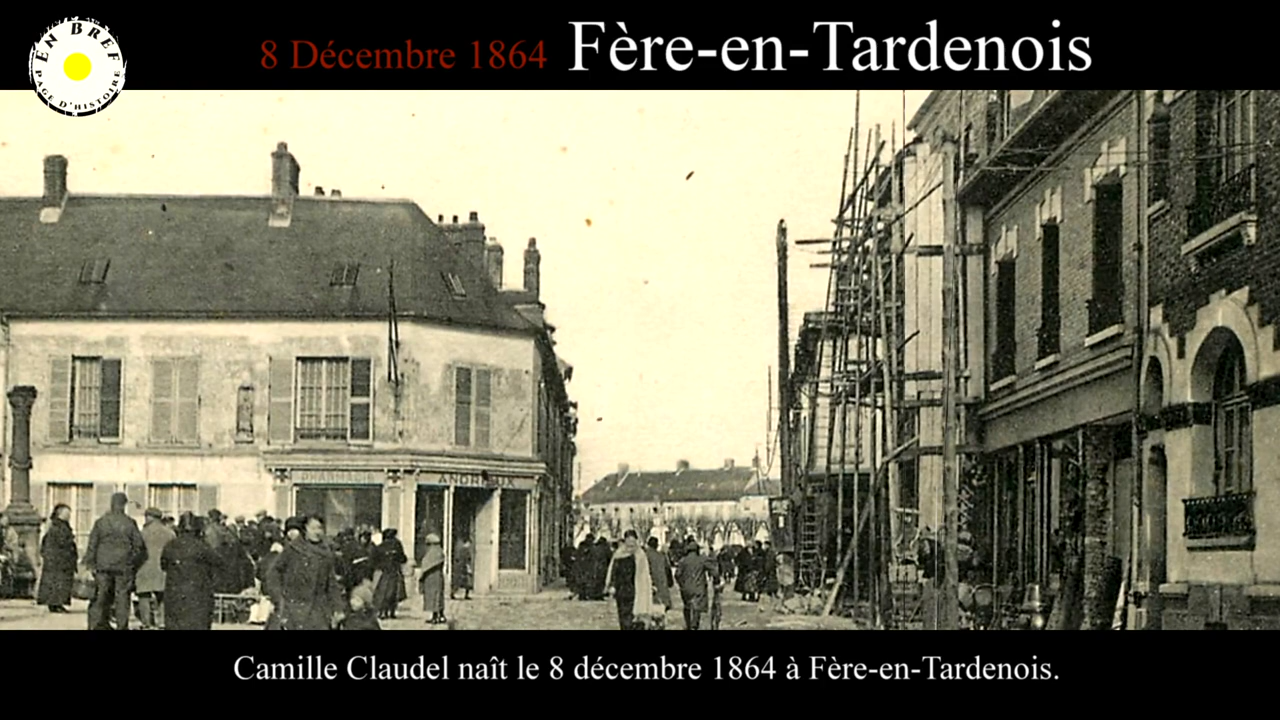 EN BREF
PAGE D'HISTOIRE
8 Décembre 1864 Fère-en-Tardenois
PHARMACIE
ANDRIEUX
Camille Claudel naît le 8 décembre 1864 à Fère-en-Tardenois.